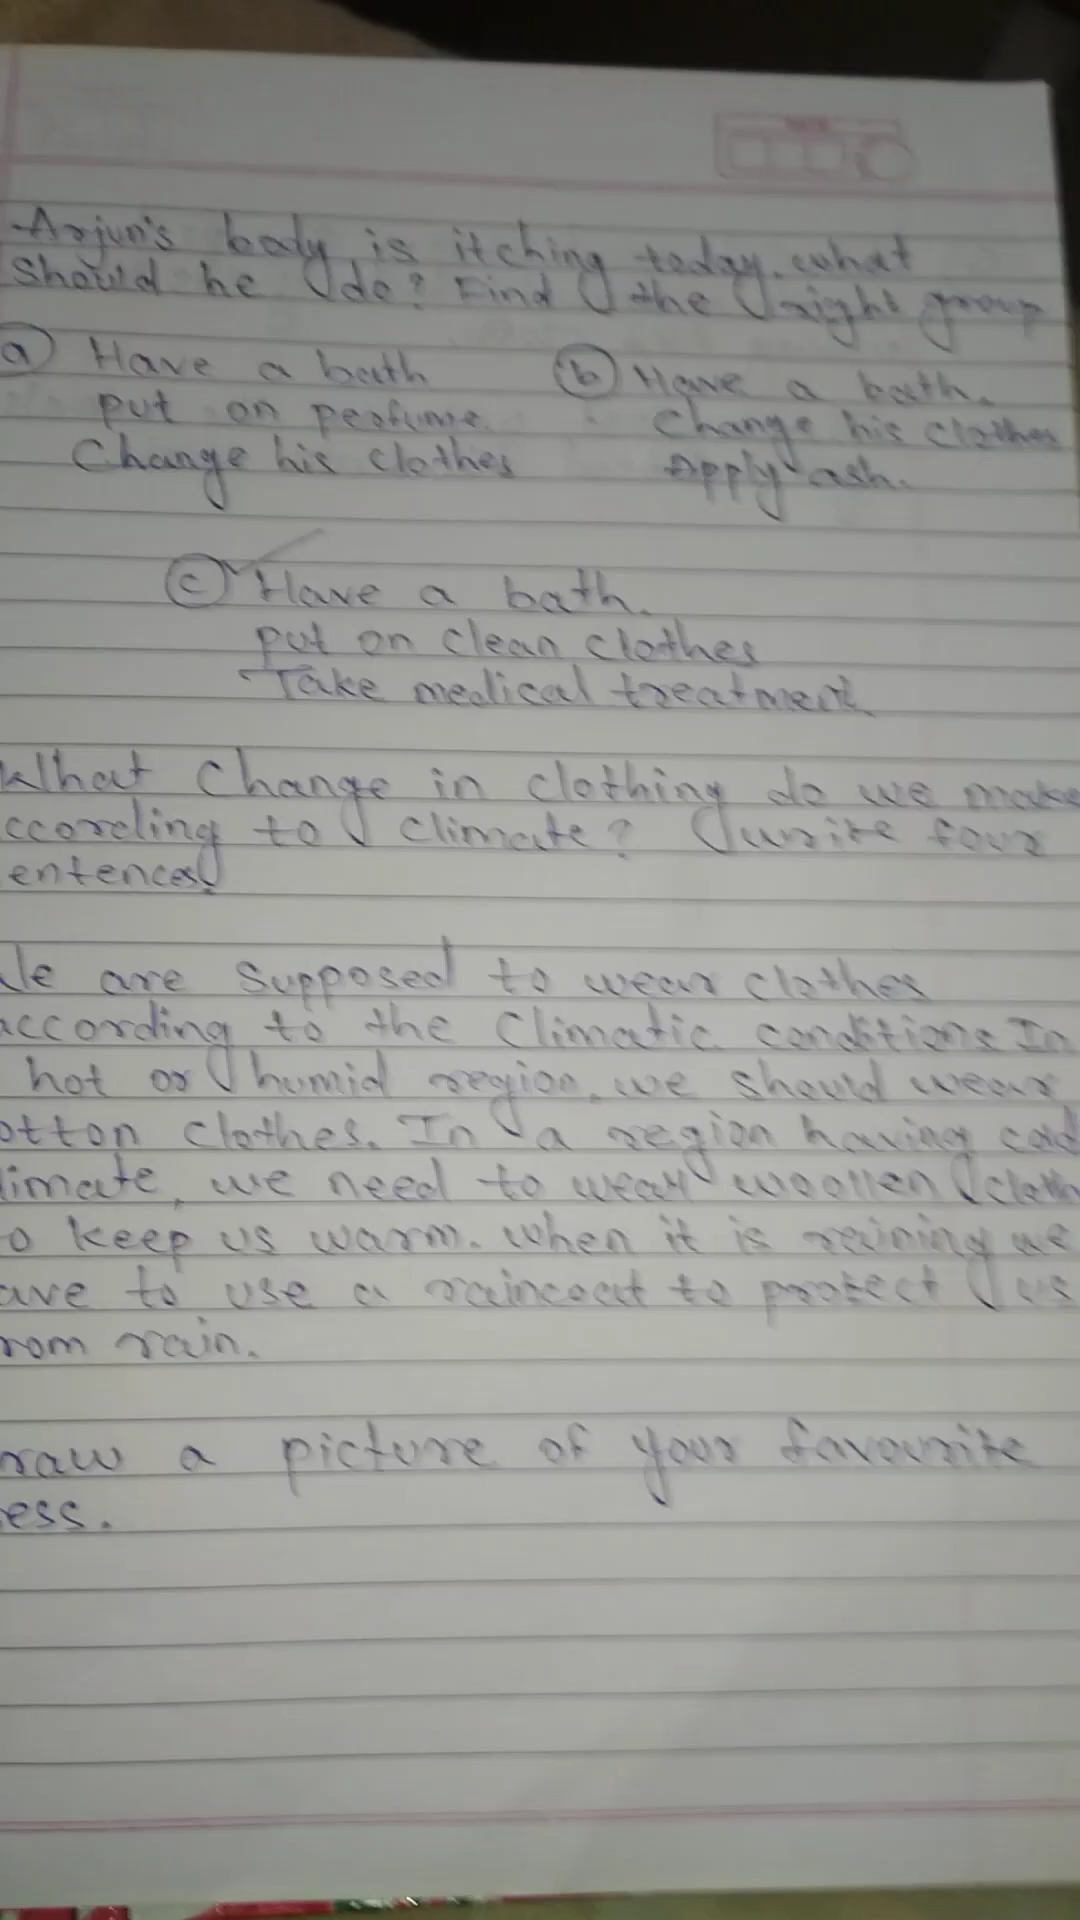 Arjun's body is itching today. what
should he do? Find the right group
a Have a bath
put on pefume.
Change his clothes
b Have a bath.
Change his clothes
Apply ash.
c Have a bath.
put on clean clothes
Take medical treatment
What change in clothing do we make
ccording to climate? write four
entences.
We are supposed to wear clothes
according to the Climatic conditions In
hot or humid region, we should wear
otton clothes. In a region having cold
limate, we need to wear woollen cloth
o keep us warm. when it is raining we
ave to use a raincoat to protect us
rom rain.
raw a picture of your favourite
ess.